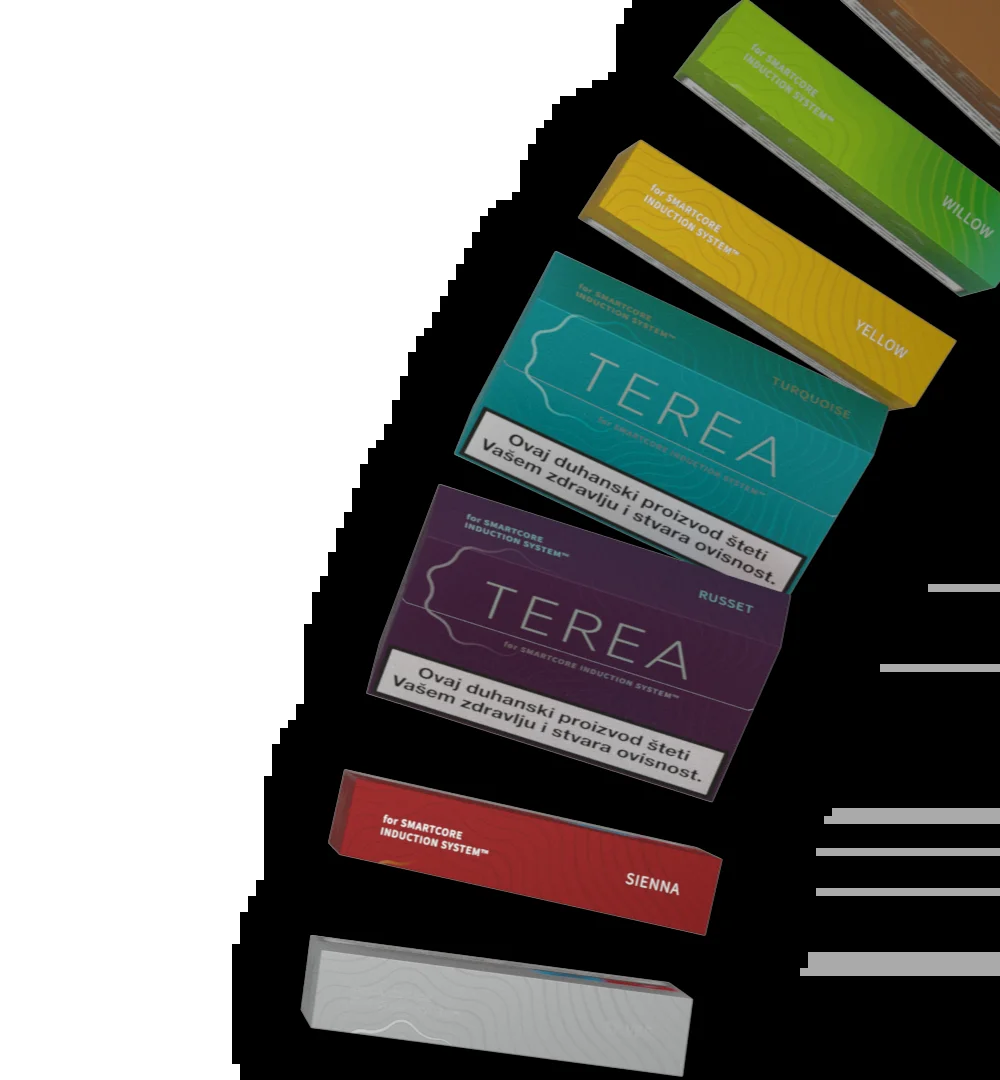 for SMARTCORE
INDUCTION SYSTEM™
WILLOW
for SMARTCORE
INDUCTION SYSTEM™
YELLOW
for SMARTCORE
INDUCTION SYSTEM™
TURQUOISE
TEREA
for SMARTCORE INDUCTION SYSTEM™
Ovaj duhanski proizvod šteti
Vašem zdravlju i stvara ovisnost.
for SMARTCORE
INDUCTION SYSTEM™
RUSSET
TEREA
for SMARTCORE INDUCTION SYSTEM™
Ovaj duhanski proizvod šteti
Vašem zdravlju i stvara ovisnost.
for SMARTCORE
INDUCTION SYSTEM™
SIENNA